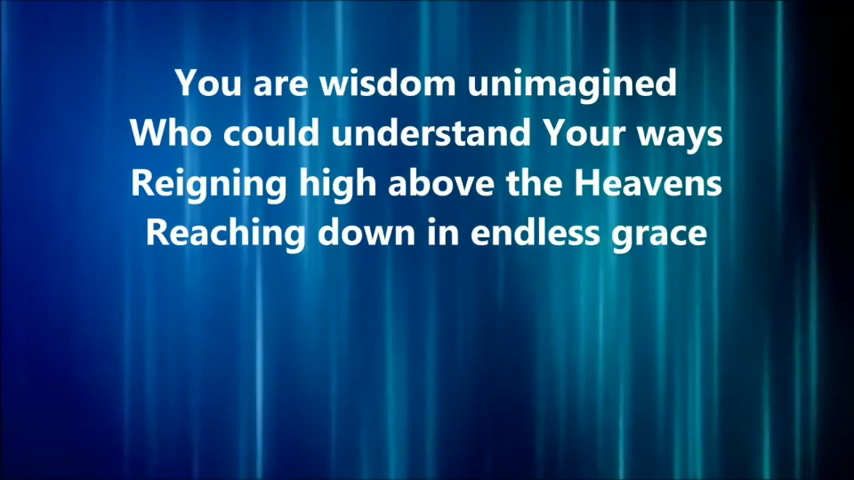 You are wisdom unimagined
Who could understand Your ways
Reigning high above the Heavens
Reaching down in endless grace